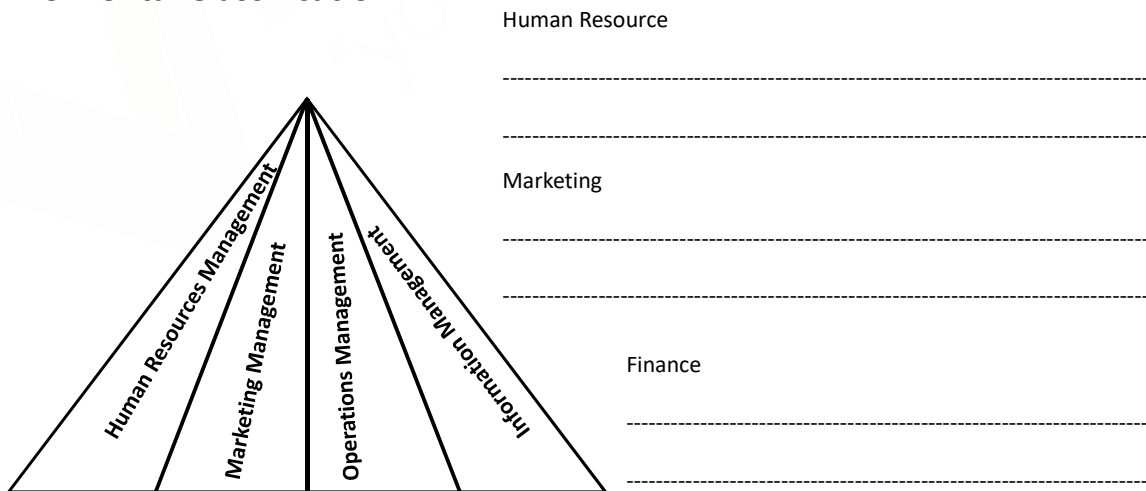 Human Resource
Marketing
Finance
Human Resources Management
Marketing Management
Operations Management
Information Management